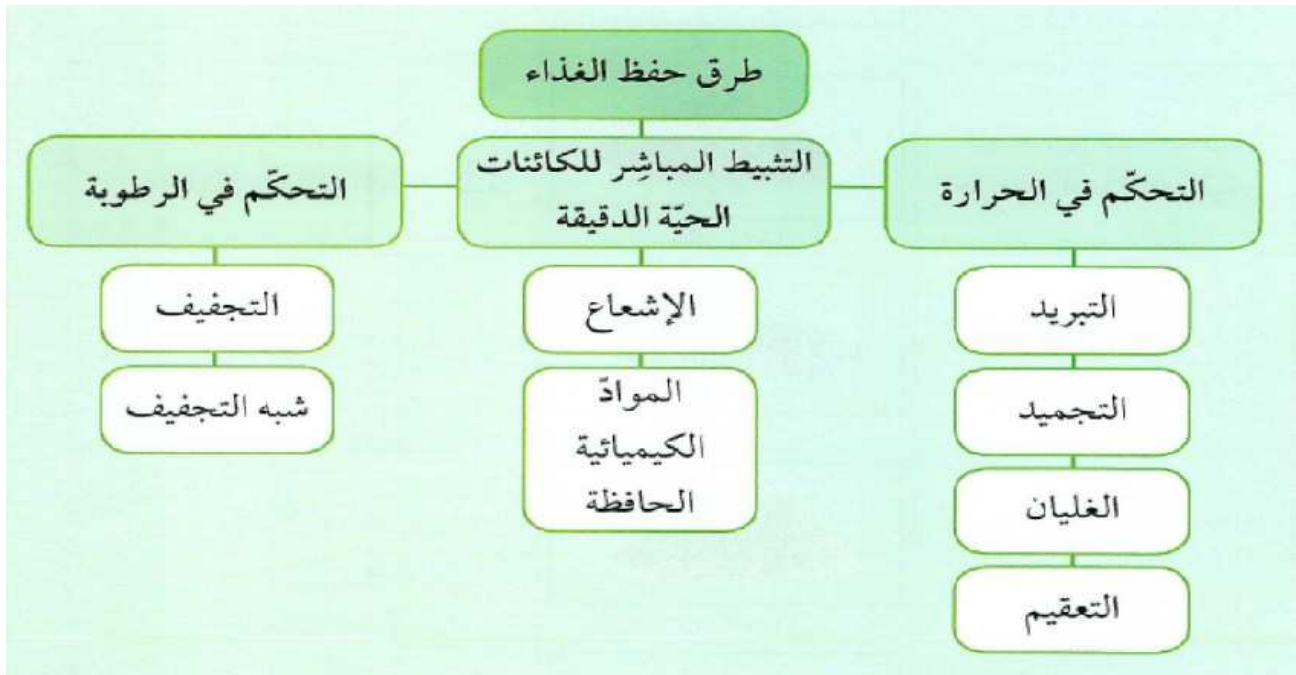 طرق حفظ الغذاء
التحكّم في الحرارة
التثبيط المباشِر للكائنات
الحيّة الدقيقة
التحكّم في الرطوبة
التبريد
التجميد
الغليان
التعقيم
الإشعاع
الموادّ
الكيميائية
الحافظة
التجفيف
شبه التجفيف